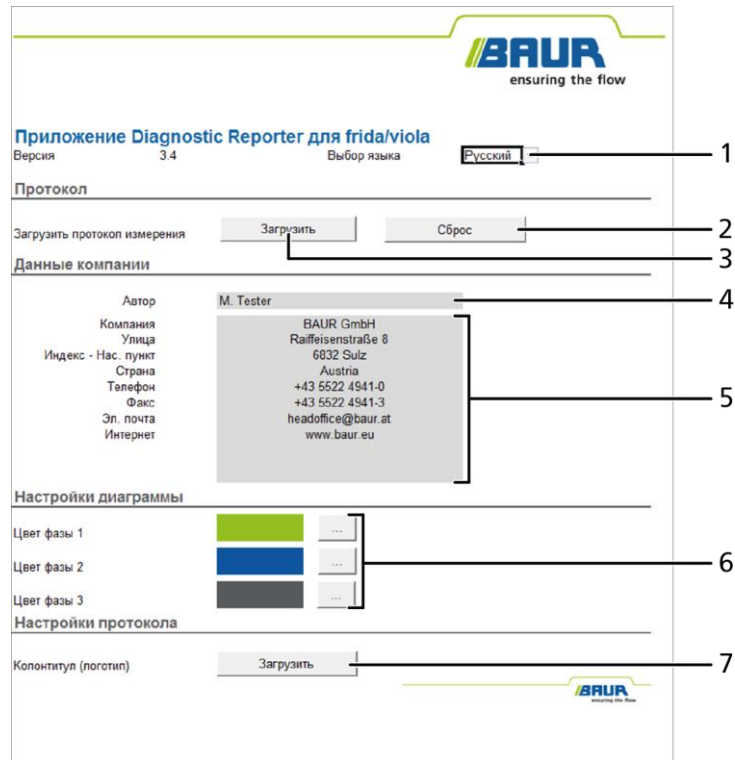 BAUR
ensuring the flow
Приложение Diagnostic Reporter для frida/viola
Версия 3.4 Выбор языка Русский 1
Протокол
Загрузить протокол измерения Загрузить Сброс 2
3
Данные компании
Автор M. Tester 4
Компания BAUR GmbH
Улица Raiffeisenstraße 8
Индекс - Нас. пункт 6832 Sulz
Страна Austria
Телефон +43 5522 4941-0
Факс +43 5522 4941-3
5
Эл. почта headoffice@baur.at
Интернет www.baur.eu
Настройки диаграммы
Цвет фазы 1 ...
6
Цвет фазы 2 ...
Цвет фазы 3 ...
Настройки протокола
Колонтитул (логотип) Загрузить 7
BAUR
ensuring the flow